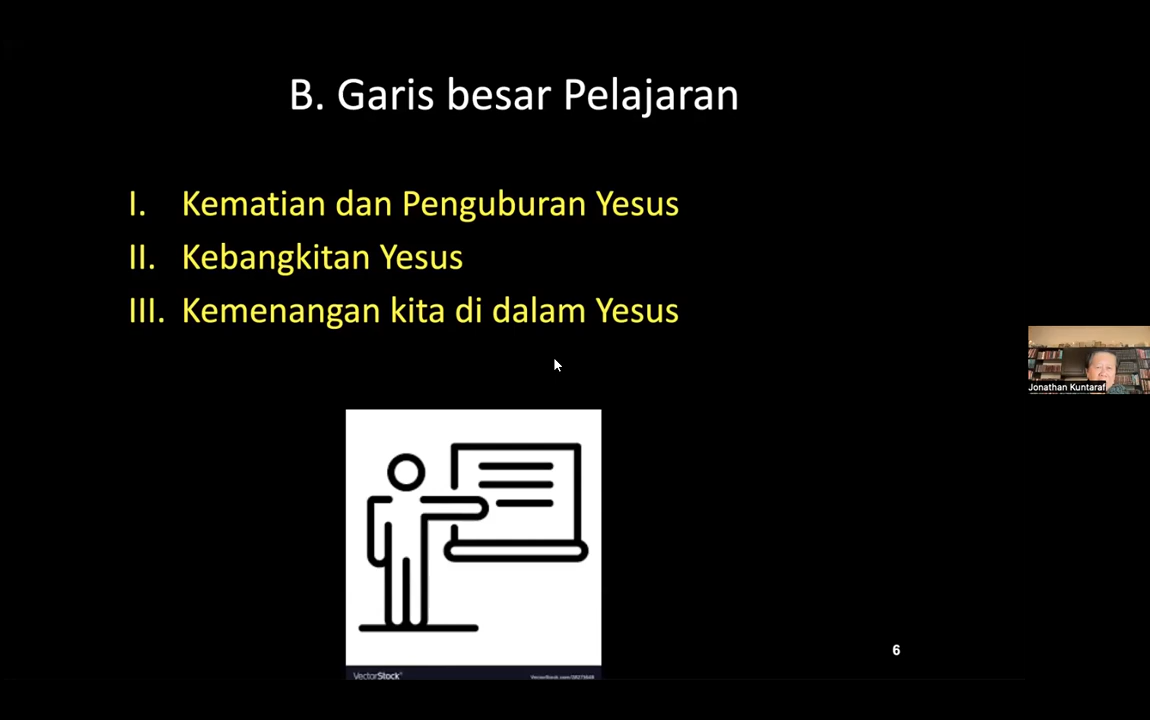 B. Garis besar Pelajaran
I. Kematian dan Penguburan Yesus
II. Kebangkitan Yesus
III. Kemenangan kita di dalam Yesus
Jonathan Kuntaraf
VectorStock®
6